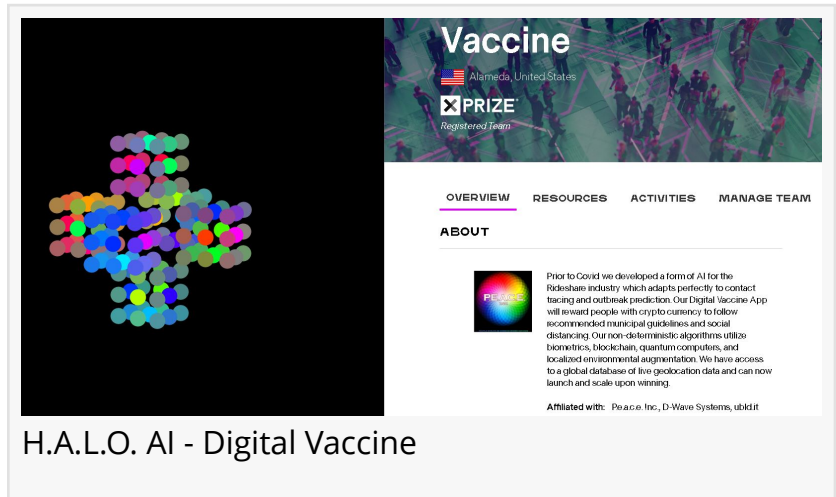 Vaccine
Alameda, United States
XPRIZE
Registered Team
OVERVIEW RESOURCES ACTIVITIES MANAGE TEAM
ABOUT
Prior to Covid we developed a form of AI for the
Rideshare industry which adapts perfectly to contact
tracing and outbreak prediction. Our Digital Vaccine App
will reward people with crypto currency to follow
recommended municipal guidelines and social
distancing. Our non-deterministic algorithms utilize
biometrics, blockchain, quantum computers, and
localized environmental augmentation. We have access
to a global database of live geolocation data and can now
launch and scale upon winning.
Affiliated with: Pe.a.c.e. Inc., D-Wave Systems, ubld.it
H.A.L.O. AI - Digital Vaccine